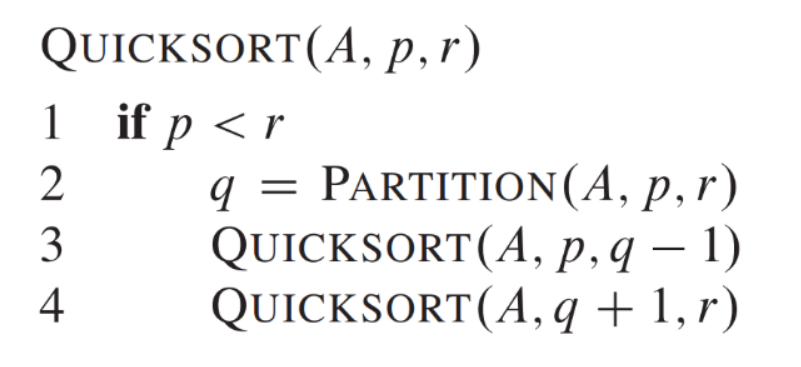 QUICKSORT(A, p, r)
1 if p < r
2 q = PARTITION(A, p, r)
3 QUICKSORT(A, p, q − 1)
4 QUICKSORT(A, q + 1, r)